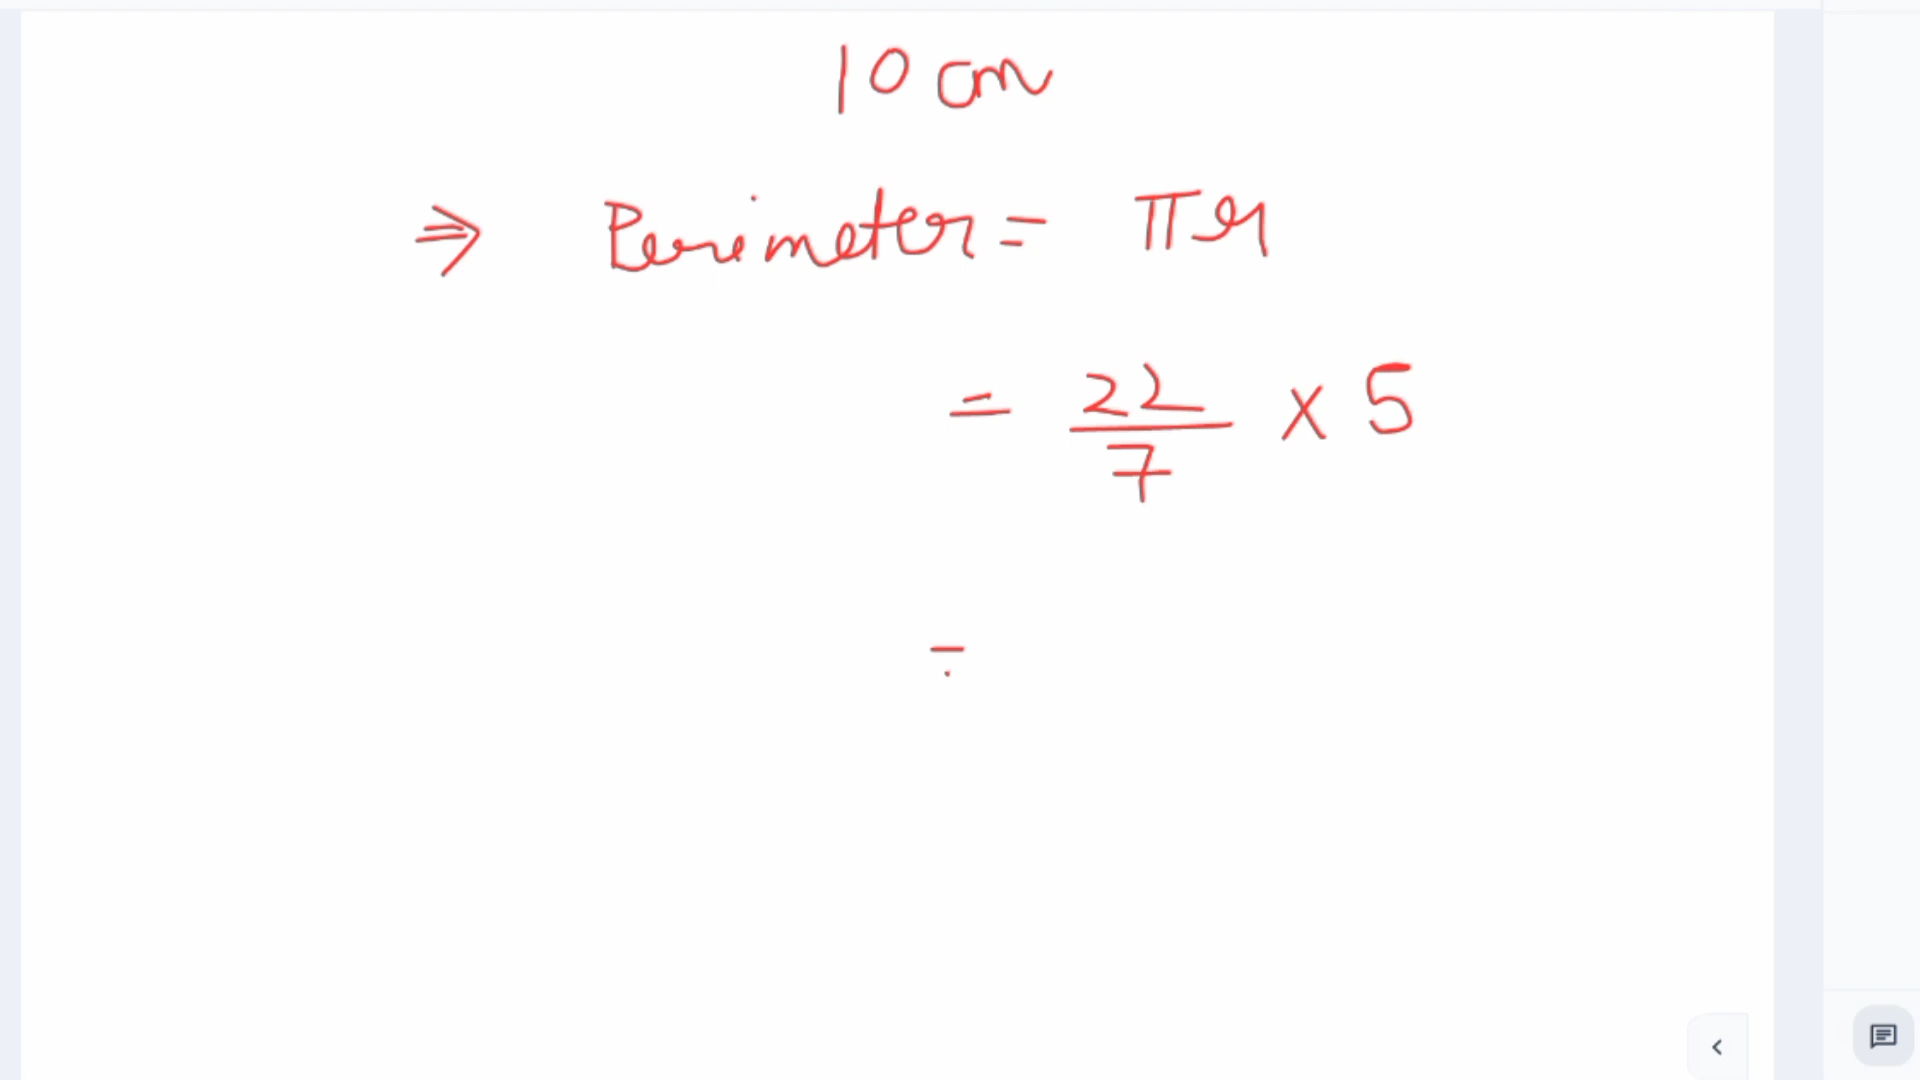 10 cm
⇒ Perimeter = πr
= 22/7 × 5
=